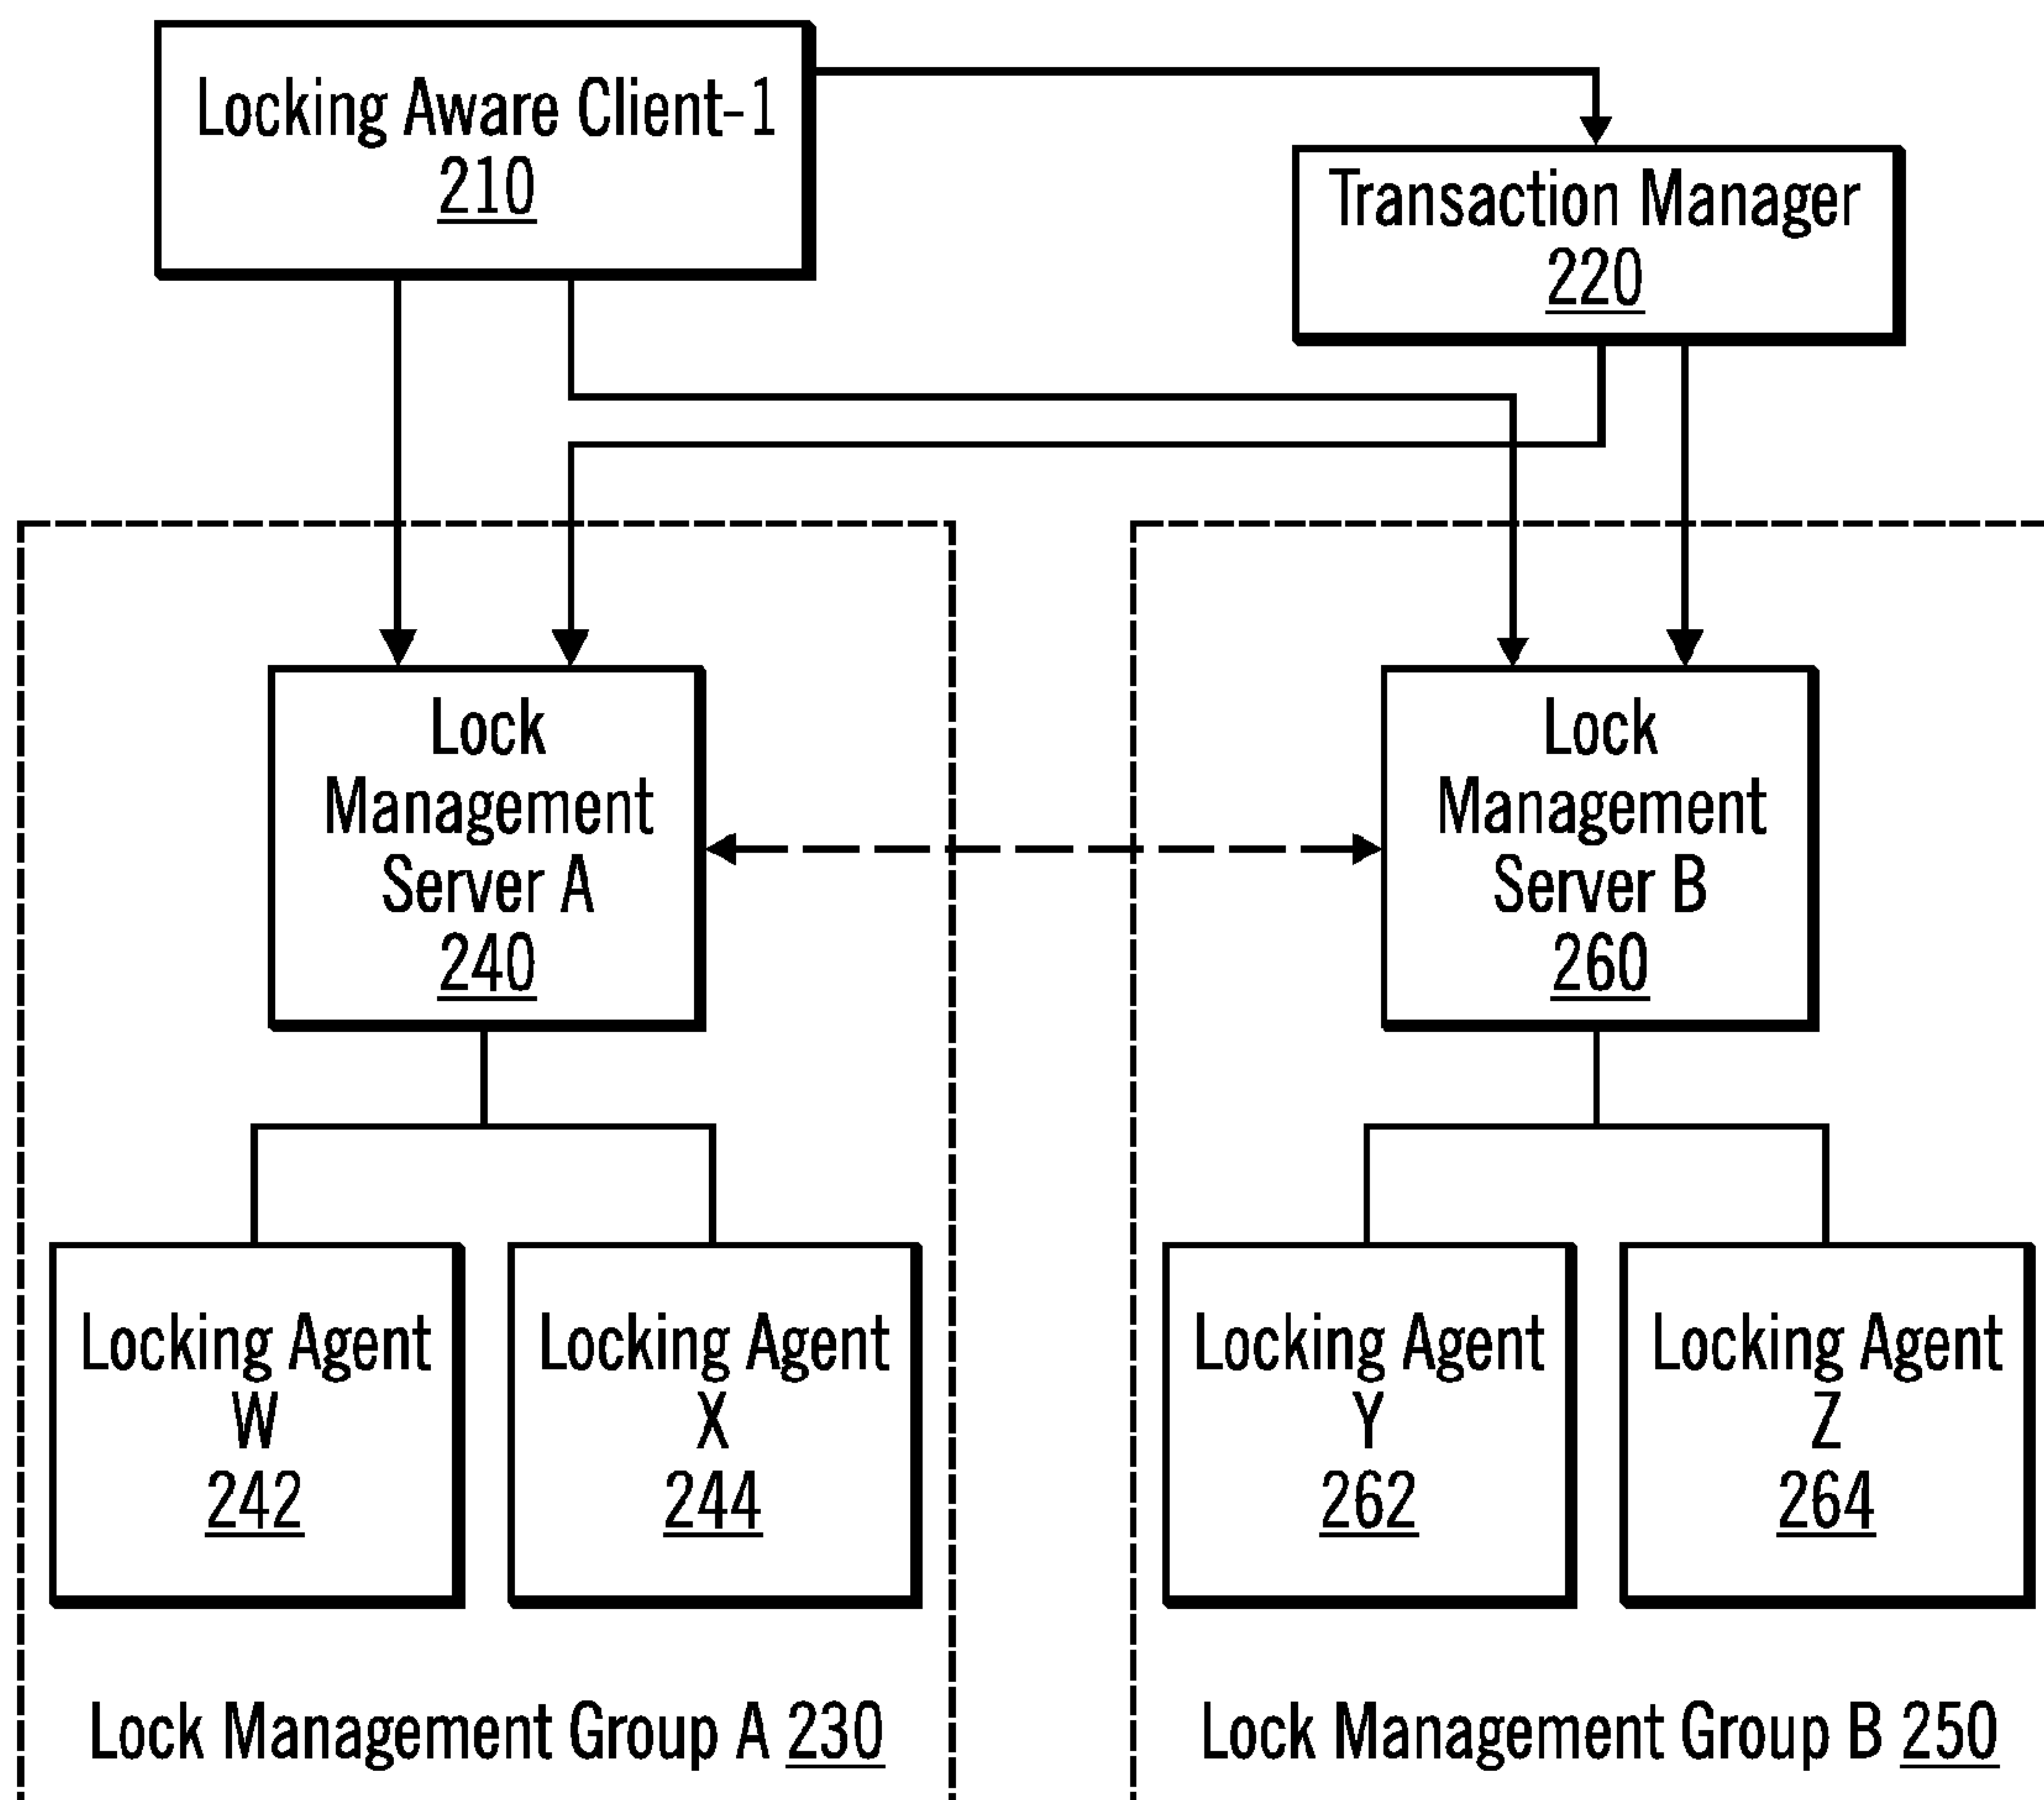 Locking Aware Client-1
210
Transaction Manager
220
Lock
Management
Server A
240
Lock
Management
Server B
260
Locking Agent
W
242
Locking Agent
X
244
Locking Agent
Y
262
Locking Agent
Z
264
Lock Management Group A 230
Lock Management Group B 250